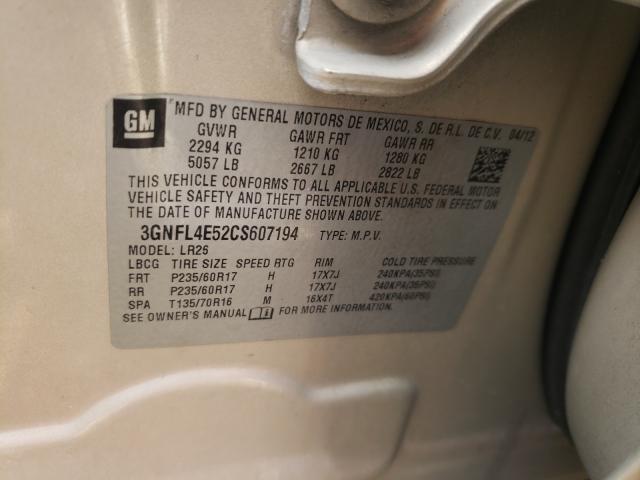 GM
MFD BY GENERAL MOTORS DE MEXICO, S. DE R.L. DE C.V. 04/12
GVWR GAWR FRT GAWR RR
2294 KG 1210 KG 1280 KG
5057 LB 2667 LB 2822 LB
THIS VEHICLE CONFORMS TO ALL APPLICABLE U.S. FEDERAL MOTOR
VEHICLE SAFETY AND THEFT PREVENTION STANDARDS IN EFFECT ON
THE DATE OF MANUFACTURE SHOWN ABOVE.
3GNFL4E52CS607194 TYPE: M.P.V.
MODEL: LR26
LBCG TIRE SIZE SPEED RTG RIM COLD TIRE PRESSURE
FRT P235/60R17 H 17X7J 240KPA(35PSI)
RR P235/60R17 H 17X7J 240KPA(35PSI)
SPA T135/70R16 M 16X4T 420KPA(60PSI)
SEE OWNER'S MANUAL FOR MORE INFORMATION.